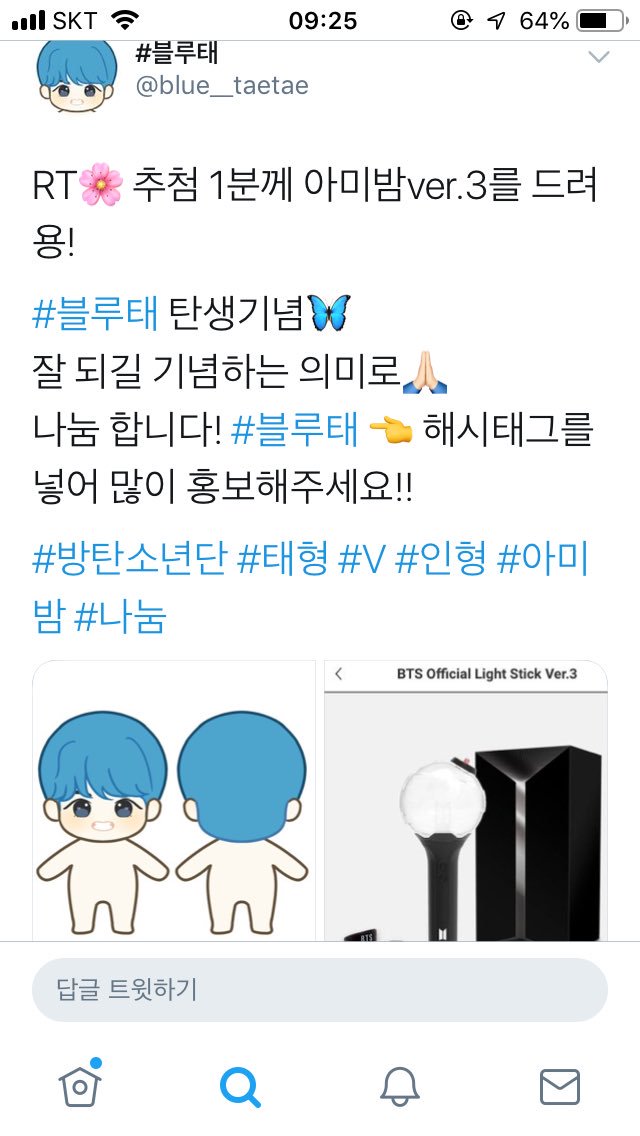 SKT 09:25 64%
#블루태
@blue__taetae
RT🌸 추첨 1분께 아미밤ver.3를 드려
용!
#블루태 탄생기념🦋
잘 되길 기념하는 의미로🙏🏻
나눔 합니다! #블루태 👈 해시태그를
넣어 많이 홍보해주세요!!
#방탄소년단 #태형 #V #인형 #아미
밤 #나눔
BTS Official Light Stick Ver.3
BTS
답글 트윗하기